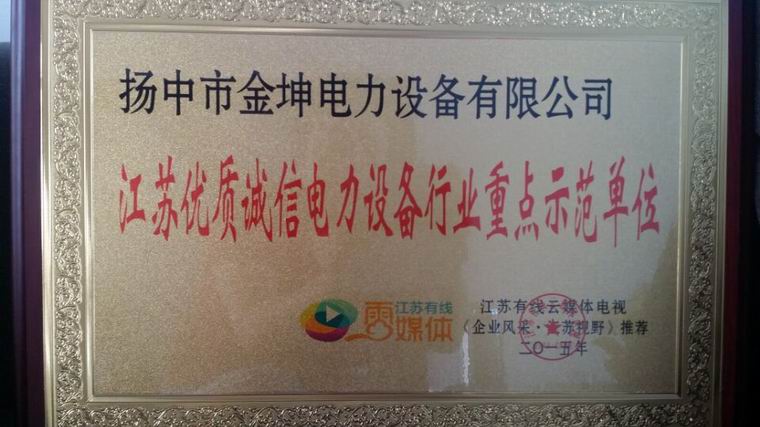 扬中市金坤电力设备有限公司
江苏优质诚信电力设备行业重点示范单位
江苏有线
云媒体
江苏有线云媒体电视
《企业风采·江苏视野》推荐
二〇一五年